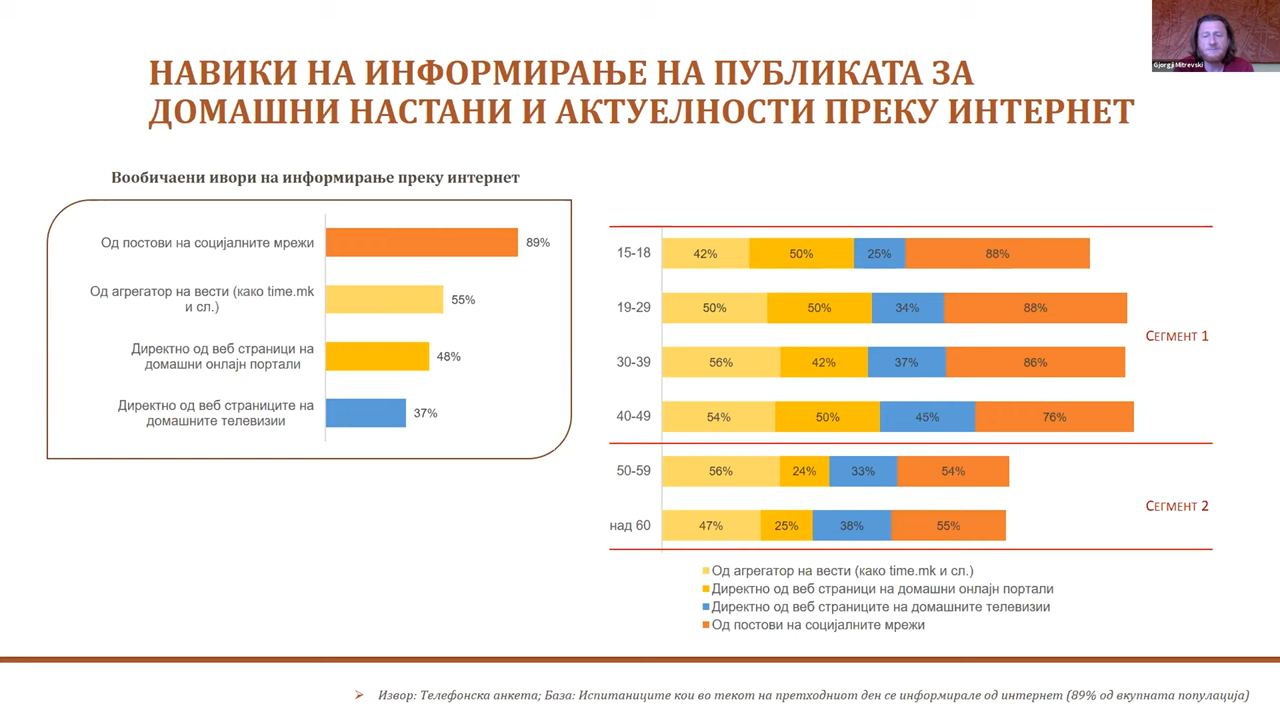 Gjorgji Mitrevski
НАВИКИ НА ИНФОРМИРАЊЕ НА ПУБЛИКАТА ЗА
ДОМАШНИ НАСТАНИ И АКТУЕЛНОСТИ ПРЕКУ ИНТЕРНЕТ
Вообичаени ивори на информирање преку интернет
Од постови на социјалните мрежи
89%
Од агрегатор на вести (како time.mk
и сл.)
55%
Директно од веб страници на
домашни онлајн портали
48%
Директно од веб страниците на
домашните телевизии
37%
15-18 42% 50% 25% 88%
19-29 50% 50% 34% 88%
Сегмент 1
30-39 56% 42% 37% 86%
40-49 54% 50% 45% 76%
50-59 56% 24% 33% 54%
Сегмент 2
над 60 47% 25% 38% 55%
Од агрегатор на вести (како time.mk и сл.)
Директно од веб страници на домашни онлајн портали
Директно од веб страниците на домашните телевизии
Од постови на социјалните мрежи
Извор: Телефонска анкета; База: Испитаниците кои во текот на претходниот ден се информирале од интернет (89% од вкупната популација)